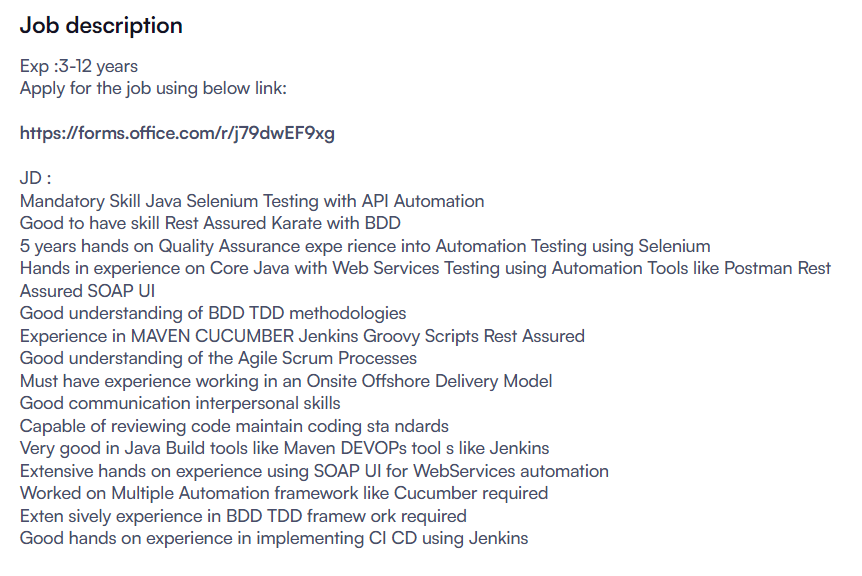 Job description
Exp :3-12 years
Apply for the job using below link:
https://forms.office.com/r/j79dwEF9xg
JD :
Mandatory Skill Java Selenium Testing with API Automation
Good to have skill Rest Assured Karate with BDD
5 years hands on Quality Assurance expe rience into Automation Testing using Selenium
Hands in experience on Core Java with Web Services Testing using Automation Tools like Postman Rest
Assured SOAP UI
Good understanding of BDD TDD methodologies
Experience in MAVEN CUCUMBER Jenkins Groovy Scripts Rest Assured
Good understanding of the Agile Scrum Processes
Must have experience working in an Onsite Offshore Delivery Model
Good communication interpersonal skills
Capable of reviewing code maintain coding sta ndards
Very good in Java Build tools like Maven DEVOPs tool s like Jenkins
Extensive hands on experience using SOAP UI for WebServices automation
Worked on Multiple Automation framework like Cucumber required
Exten sively experience in BDD TDD framew ork required
Good hands on experience in implementing CI CD using Jenkins